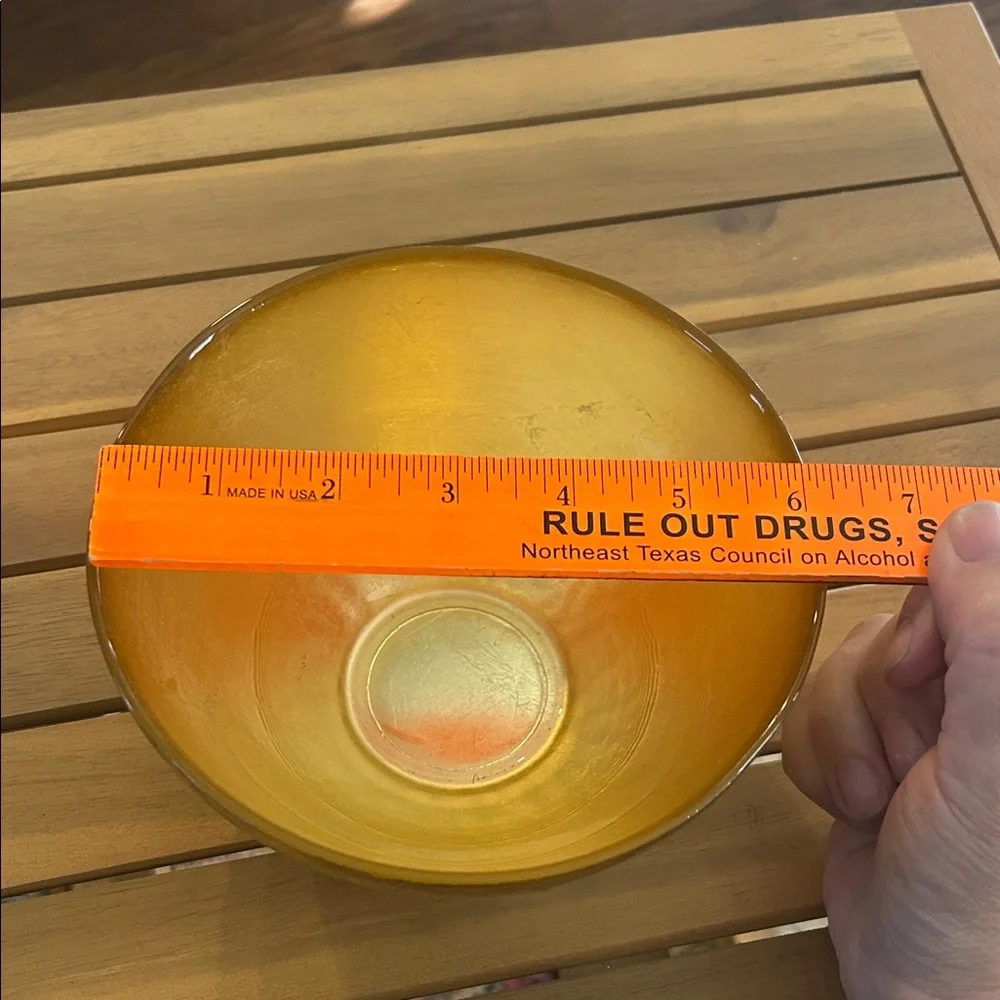 1 MADE IN USA 2 3 4 5 6 7
RULE OUT DRUGS, S
Northeast Texas Council on Alcohol